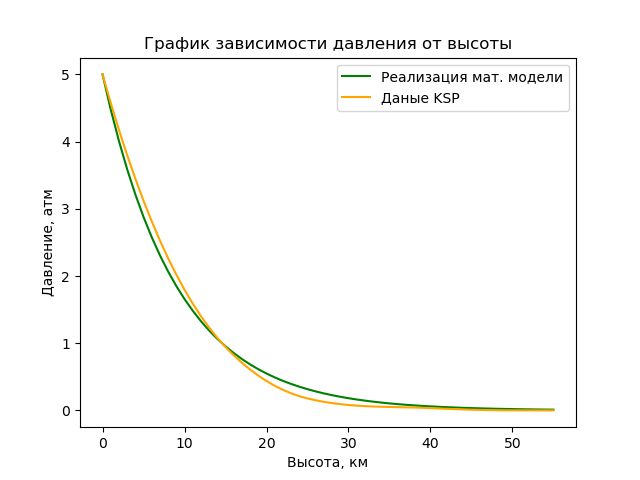 График зависимости давления от высоты
Реализация мат. модели
Даные KSP
Давление, атм
5
4
3
2
1
0
0 10 20 30 40 50
Высота, км